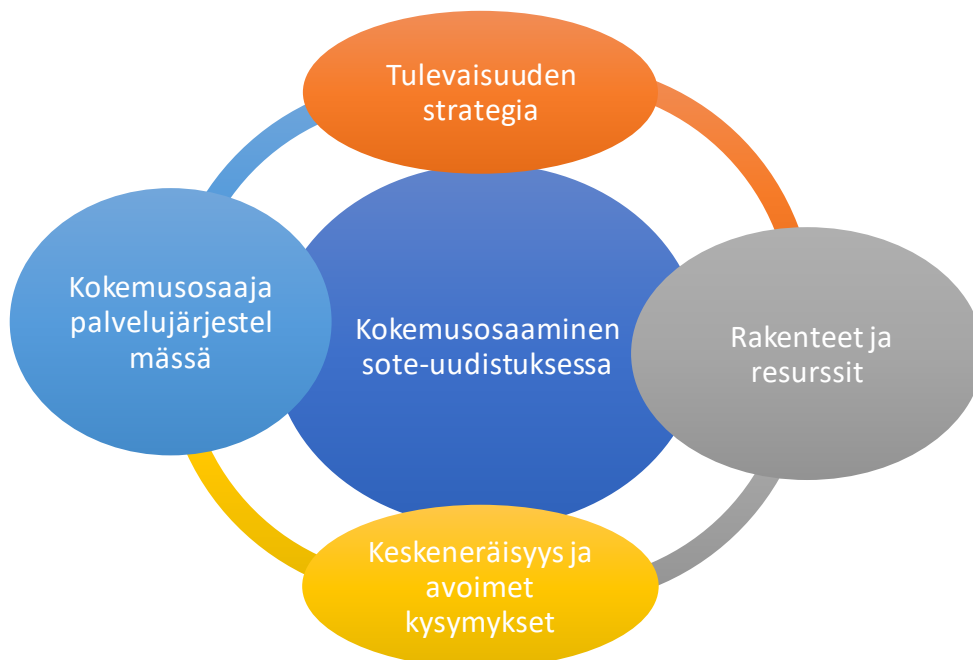 Tulevaisuuden
strategia
Kokemusosaaja
palvelujärjestel
mässä
Kokemusosaaminen
sote-uudistuksessa
Rakenteet ja
resurssit
Keskeneräisyys ja
avoimet
kysymykset